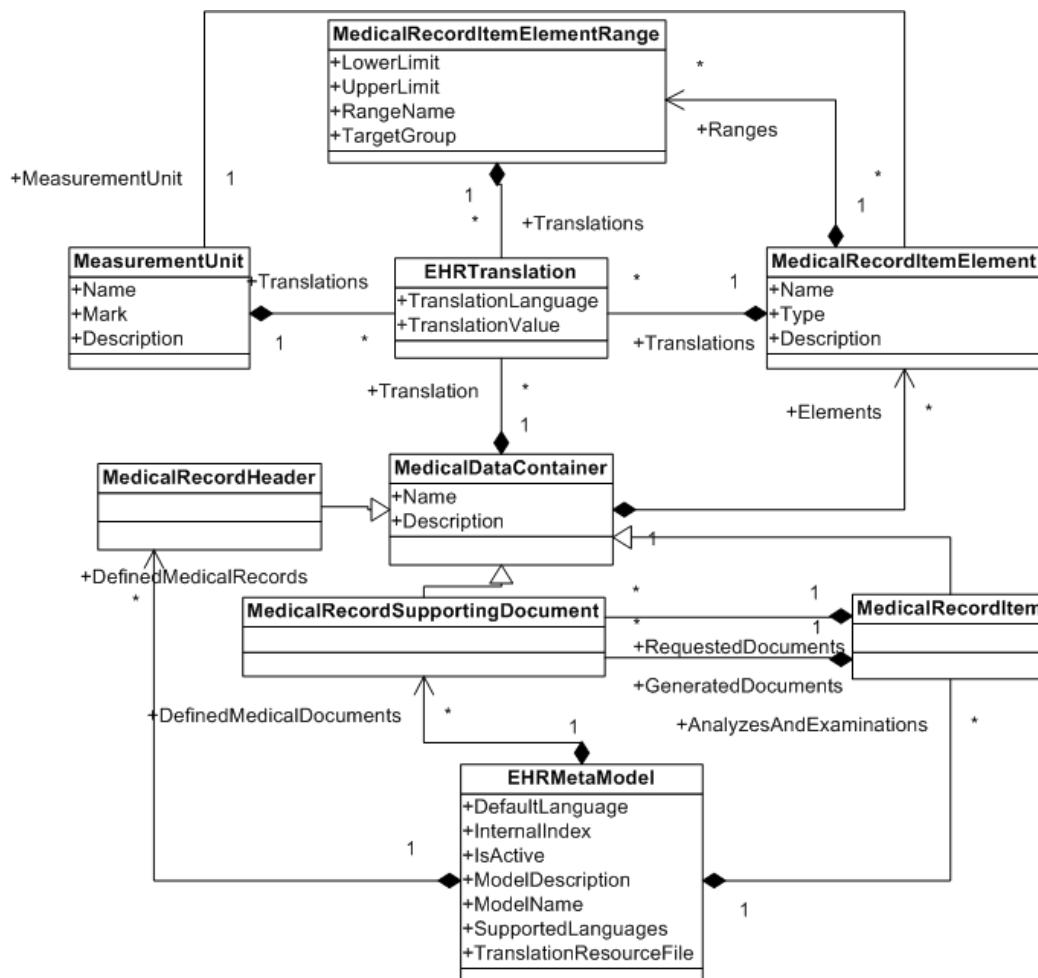 MedicalRecordItemElementRange
+LowerLimit
+UpperLimit
+RangeName
+TargetGroup
*
+Ranges
+MeasurementUnit
1
*
1
*
+Translations
1
MeasurementUnit
+Name
+Mark
+Description
+Translations
1
*
EHRTranslation
+TranslationLanguage
+TranslationValue
*
1
+Translations
MedicalRecordItemElement
+Name
+Type
+Description
+Translation
*
1
+Elements
*
MedicalRecordHeader
MedicalDataContainer
+Name
+Description
1
+DefinedMedicalRecords
*
MedicalRecordSupportingDocument
*
1
*
1
+RequestedDocuments
+GeneratedDocuments
MedicalRecordItem
+DefinedMedicalDocuments
*
1
+AnalyzesAndExaminations
*
EHRMetaModel
+DefaultLanguage
+InternalIndex
+IsActive
+ModelDescription
+ModelName
+SupportedLanguages
+TranslationResourceFile
1
1